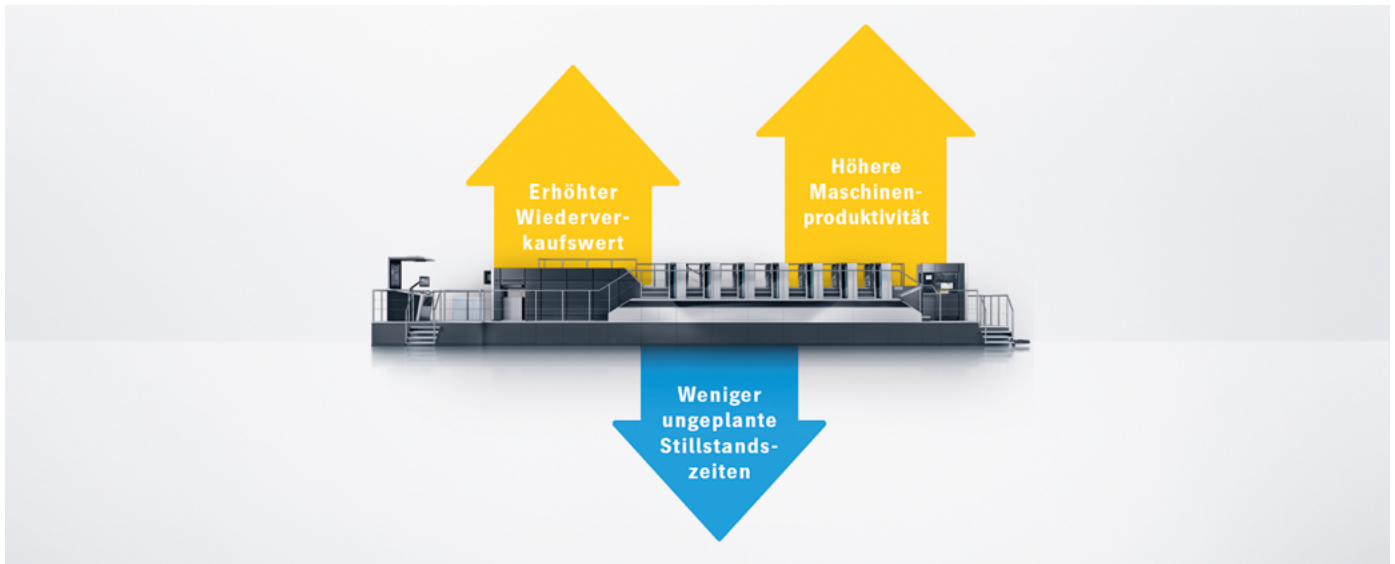 Erhöhter
Wiederver-
kaufswert
Höhere
Maschinen-
produktivität
Weniger
ungeplante
Stillstands-
zeiten